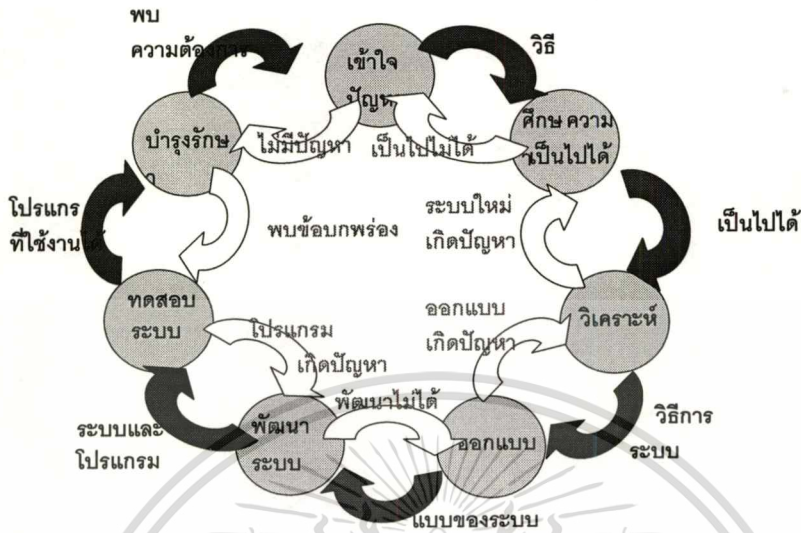 พบ
ความต้องการ
เข้าใจ
ปัญหา
วิธี
ศึกษ ความ
เป็นไปได้
บำรุงรักษ
ไม่มีปัญหา
เป็นไปไม่ได้
โปรแกร
ที่ใช้งานได้
พบข้อบกพร่อง
ระบบใหม่
เกิดปัญหา
เป็นไปได้
ทดสอบ
ระบบ
ออกแบบ
เกิดปัญหา
วิเคราะห์
โปรแกรม
เกิดปัญหา
พัฒนาไม่ได้
ระบบและ
โปรแกรม
พัฒนา
ระบบ
ออกแบบ
วิธีการ
ระบบ
แบบของระบบ